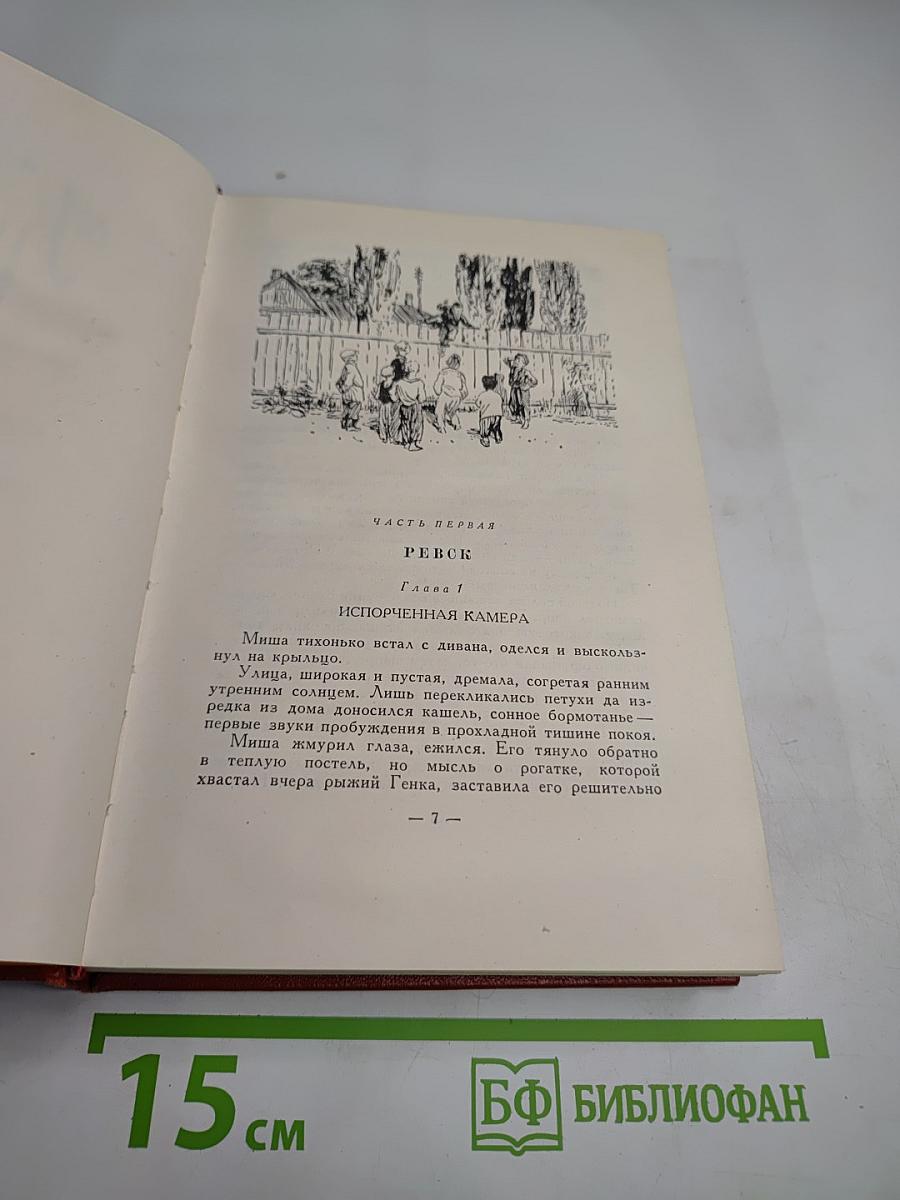 ЧАСТЬ ПЕРВАЯ
РЕВСК
Глава 1
ИСПОРЧЕННАЯ КАМЕРА
Миша тихонько встал с дивана, оделся и выскольз-
нул на крыльцо.
Улица, широкая и пустая, дремала, согретая ранним
утренним солнцем. Лишь перекликались петухи да из-
редка из дома доносился кашель, сонное бормотанье —
первые звуки пробуждения в прохладной тишине покоя.
Миша жмурил глаза, ежился. Его тянуло обратно
в теплую постель, но мысль о рогатке, которой
хвастал вчера рыжий Генка, заставила его решительно
— 7 —
15 см
БФ БИБЛИОФАН